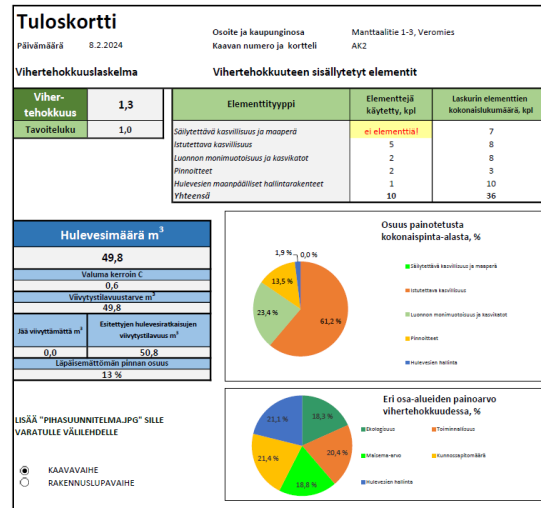 Tuloskortti
Osoite ja kaupunginosa Manttaalitie 1-3, Veromies
Päivämäärä 8.2.2024 Kaavan numero ja kortteli AK2
Vihertehokkuuslaskelma Vihertehokkuuteen sisällytetyt elementit
Viher-
tehokkuus 1,3
Tavoiteluku 1,0
Elementtityyppi Elementtejä käytetty, kpl Laskurin elementtien kokonaislukumäärä, kpl
Säilytettävä kasvillisuus ja maaperä ei elementtiä! 7
Istutettava kasvillisuus 5 8
Luonnon monimuotoisuus ja kasvikatot 2 8
Pinnoitteet 2 3
Hulevesien maanpäälliset hallintarakenteet 1 10
Yhteensä 10 36
Hulevesimäärä m³
49,8
Valuma kerroin C
0,6
Viivytystilavuustarve m³
49,8
Jää viivyttämättä m³ Esitettyjen hulevesiratkaisujen viivytystilavuus m³
0,0 50,8
Läpäisemättömän pinnan osuus
13 %
Osuus painotetusta
kokonaispinta-alasta, %
1,9 % 0,0 %
13,5 %
23,4 %
61,2 %
Säilytettävä kasvillisuus ja maaperä
Istutettava kasvillisuus
Luonnon monimuotoisuus ja kasvikatot
Pinnoitteet
Hulevesien hallinta
LISÄÄ "PIHASUUNNITELMA.JPG" SILLE
VARATULLE VÄLILEHDELLE
KAAVAVAIHE
RAKENNUSLUPAVAIHE
Eri osa-alueiden painoarvo
vihertehokkuudessa, %
18,3 %
20,4 %
18,8 %
21,4 %
21,1 %
Ekologisuus Toiminnallisuus
Maisema-arvo Kunnossapitomäärä
Hulevesien hallinta